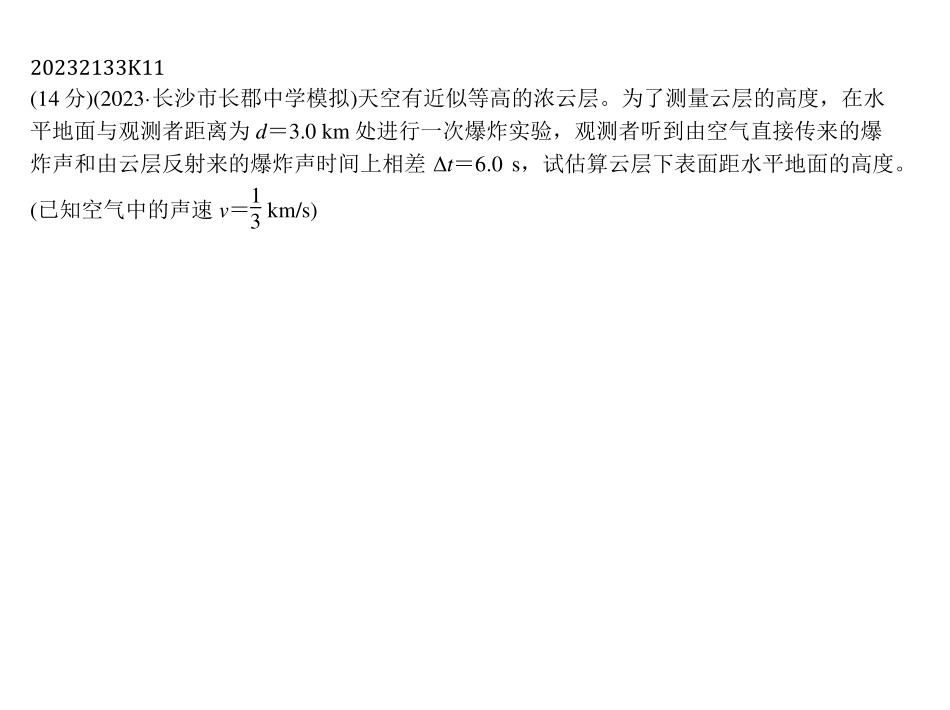 20232133K11
(14 分)(2023·长沙市长郡中学模拟)天空有近似等高的浓云层。为了测量云层的高度，在水
平地面与观测者距离为 d＝3.0 km 处进行一次爆炸实验，观测者听到由空气直接传来的爆
炸声和由云层反射来的爆炸声时间上相差 Δt＝6.0 s，试估算云层下表面距水平地面的高度。
(已知空气中的声速 v＝1/3 km/s)